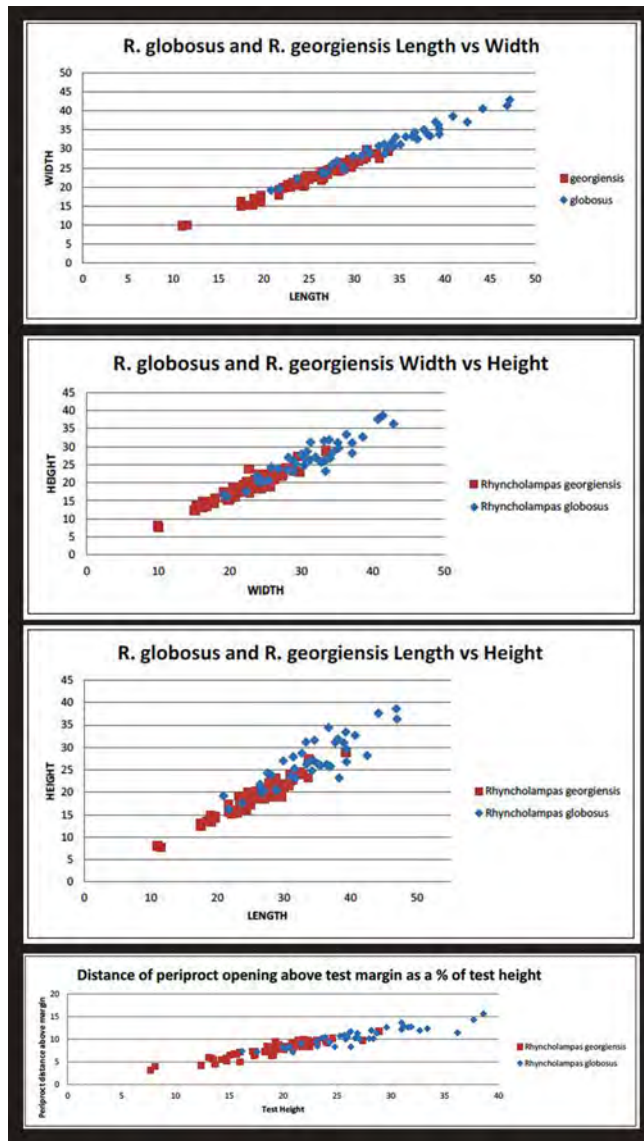 R. globosus and R. georgiensis Length vs Width
50
45
40
35
30
25
20
15
10
5
0
WIDTH
0 5 10 15 20 25 30 35 40 45 50
LENGTH
georgiensis
globosus
R. globosus and R. georgiensis Width vs Height
45
40
35
30
25
20
15
10
5
0
HEIGHT
0 10 20 30 40 50
WIDTH
Rhyncholampas georgiensis
Rhyncholampas globosus
R. globosus and R. georgiensis Length vs Height
45
40
35
30
25
20
15
10
5
0
HEIGHT
0 10 20 30 40 50
LENGTH
Rhyncholampas georgiensis
Rhyncholampas globosus
Distance of periproct opening above test margin as a % of test height
20
15
10
5
0
Periproct distance above margin
0 5 10 15 20 25 30 35 40
Test Height
Rhyncholampas georgiensis
Rhyncholampas globosus